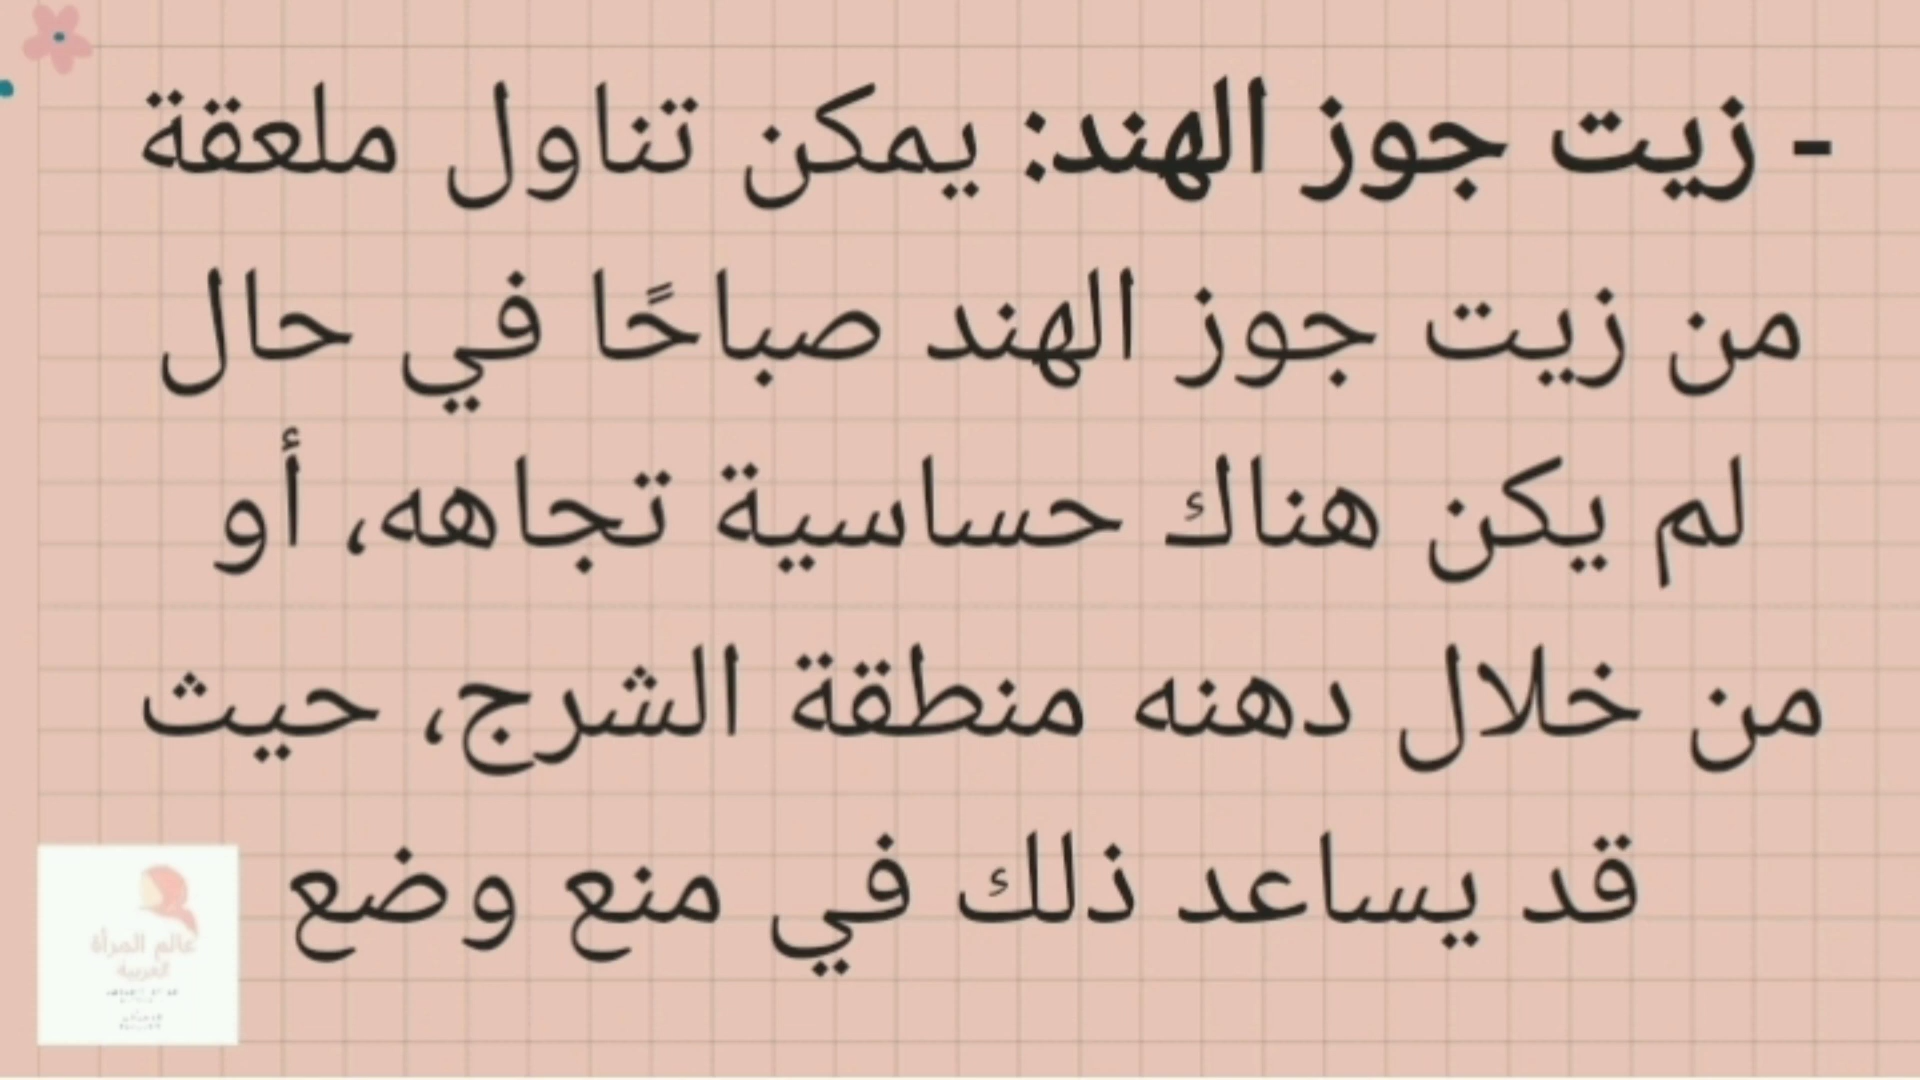 - زيت جوز الهند: يمكن تناول ملعقة
من زيت جوز الهند صباحًا في حال
لم يكن هناك حساسية تجاهه، أو
من خلال دهنه منطقة الشرج، حيث
قد يساعد ذلك في منع وضع
عالم المرأة
العربية